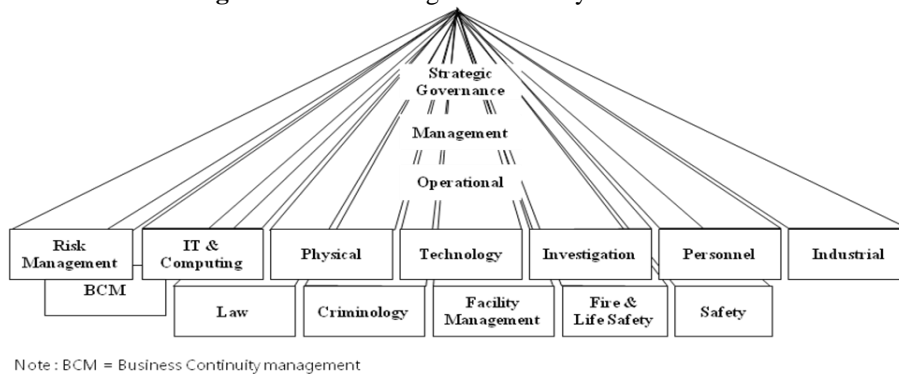 Strategic
Governance
Management
Operational
Risk
Management
IT &
Computing
Physical
Technology
Investigation
Personnel
Industrial
BCM
Law
Criminology
Facility
Management
Fire &
Life Safety
Safety
Note : BCM = Business Continuity management